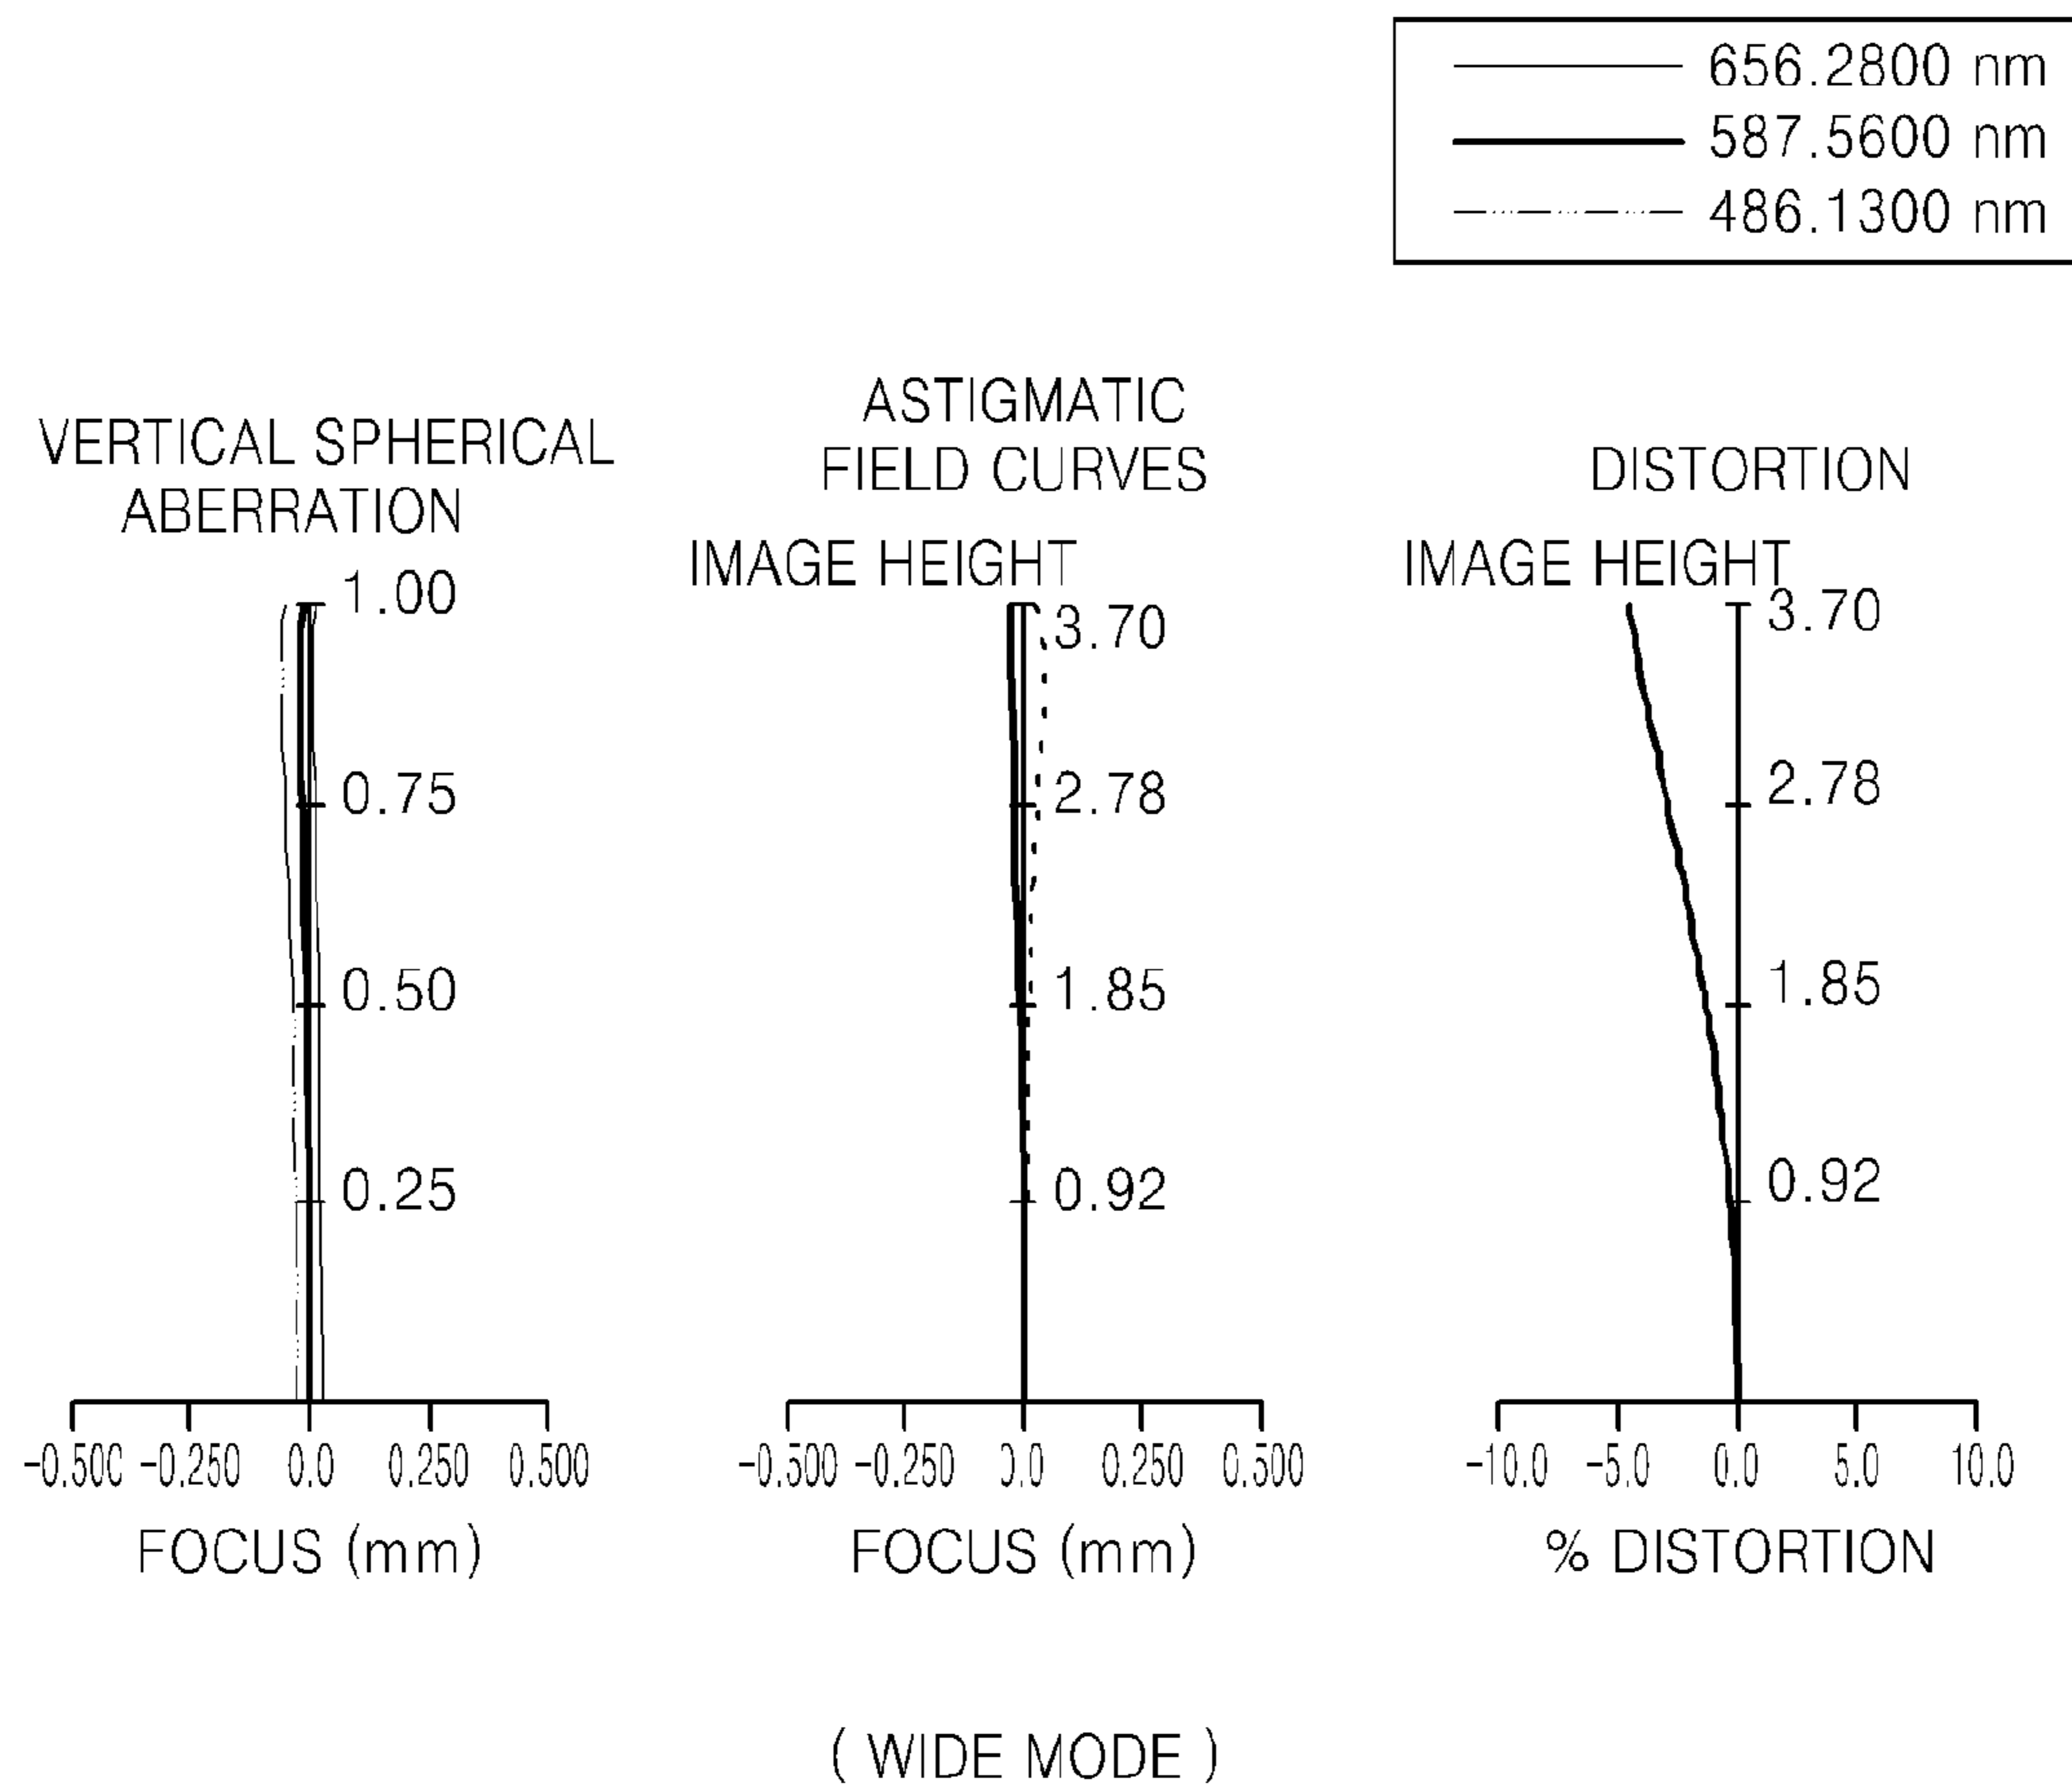 656.2800 nm
587.5600 nm
486.1300 nm
VERTICAL SPHERICAL
ABERRATION
1.00
0.75
0.50
0.25
-0.500 -0.250 0.0 0.250 0.500
FOCUS (mm)
ASTIGMATIC
FIELD CURVES
IMAGE HEIGHT
3.70
2.78
1.85
0.92
-0.500 -0.250 0.0 0.250 0.500
FOCUS (mm)
DISTORTION
IMAGE HEIGHT
3.70
2.78
1.85
0.92
-10.0 -5.0 0.0 5.0 10.0
% DISTORTION
( WIDE MODE )